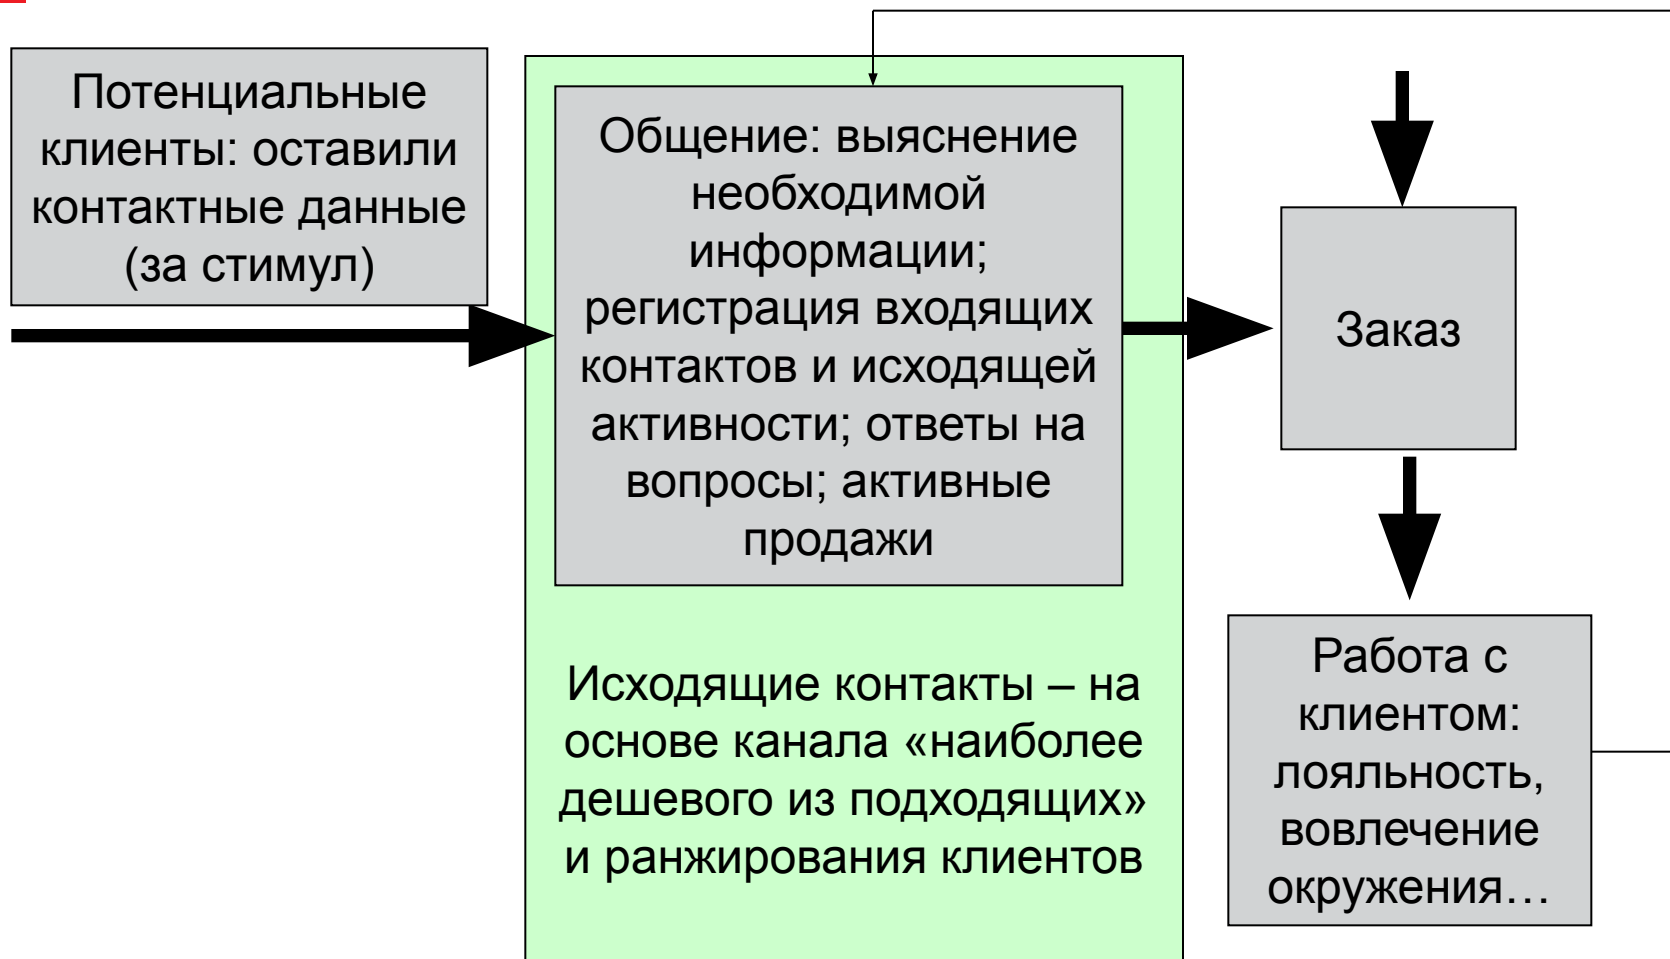 Потенциальные
клиенты: оставили
контактные данные
(за стимул)
Общение: выяснение
необходимой
информации;
регистрация входящих
контактов и исходящей
активности; ответы на
вопросы; активные
продажи
Исходящие контакты – на
основе канала «наиболее
дешевого из подходящих»
и ранжирования клиентов
Заказ
Работа с
клиентом:
лояльность,
вовлечение
окружения…